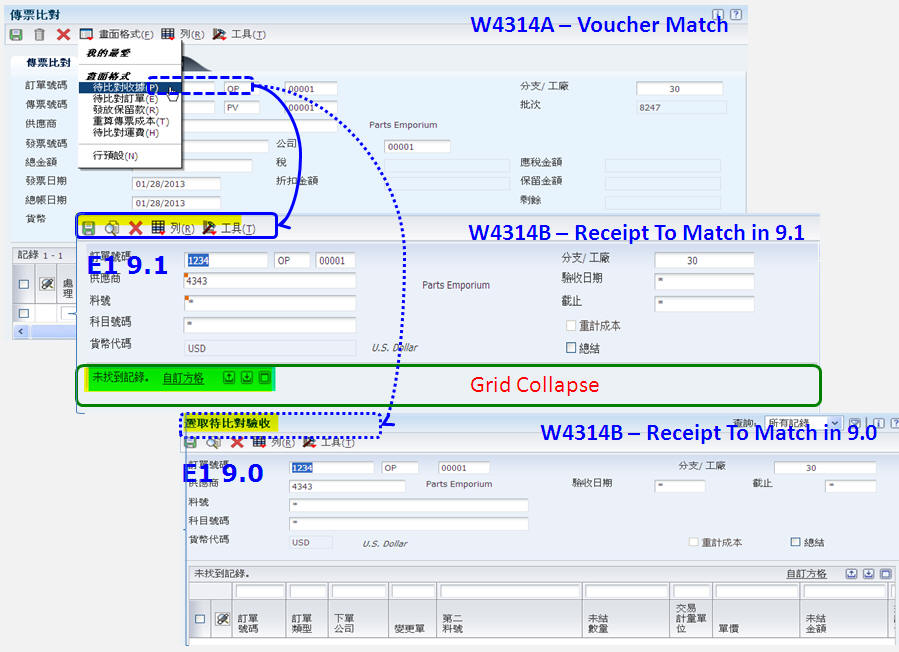 傳票比對
W4314A – Voucher Match
畫面格式(F) 列(R) 工具(T)
我的最愛
傳票比對
畫面格式
訂單號碼 待比對收據(P) OP 00001 分支/工廠 30
待比對訂單(E)
傳票號碼 發放保留款(R) PV 00001 批次 8247
供應商 重算傳票成本(T) Parts Emporium
待比對運費(H)
發票號碼 公司 00001
行預設(N)
總金額 稅 應稅金額
發票日期 01/28/2013 折扣金額 保留金額
總帳日期 01/28/2013 剩餘
貨幣
列(R) 工具(T) W4314B – Receipt To Match in 9.1
記錄 1 - 1
處理
E1 9.1
訂單號碼 1234 OP 00001 分支/工廠 30
供應商 4343 Parts Emporium 驗收日期 *
料號 * 截止 *
科目號碼 * 重計成本
貨幣代碼 USD U.S. Dollar 總結
未找到記錄。 自訂方格 Grid Collapse
選取待比對驗收 查詢: 所有記錄
列(R) 工具(T) W4314B – Receipt To Match in 9.0
E1 9.0
訂單號碼 1234 OP 00001 分支/工廠 30
供應商 4343 Parts Emporium 驗收日期 * 截止 *
料號 *
科目號碼 *
貨幣代碼 USD U.S. Dollar 重計成本 總結
未找到記錄。 自訂方格
訂單號碼 訂單類型 下單公司 變更單 第二料號 未結數量 交易計量單位 單價 未結金額